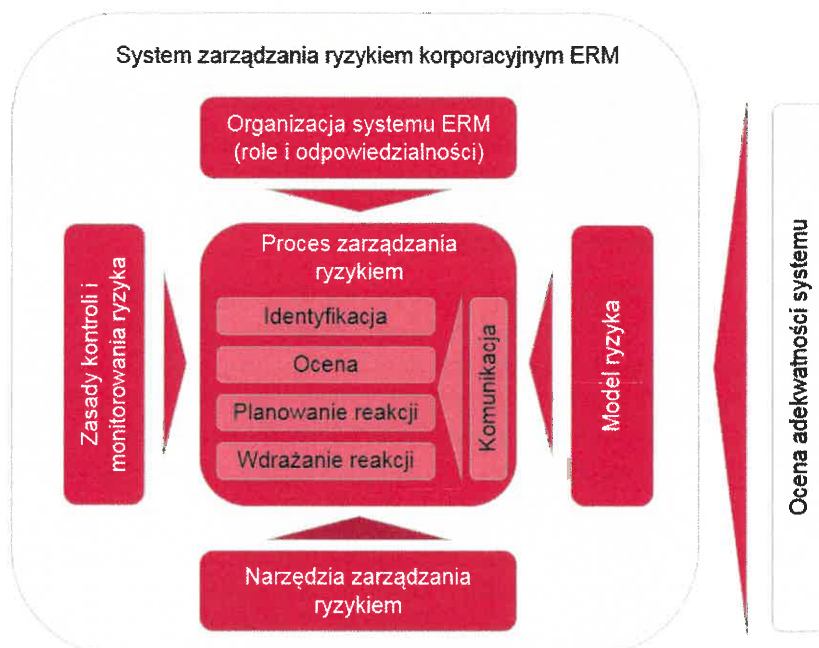 System zarządzania ryzykiem korporacyjnym ERM
Organizacja systemu ERM
(role i odpowiedzialności)
Zasady kontroli i
monitorowania ryzyka
Proces zarządzania
ryzykiem
Identyfikacja
Ocena
Planowanie reakcji
Wdrażanie reakcji
Komunikacja
Model ryzyka
Narzędzia zarządzania
ryzykiem
Ocena adekwatności systemu